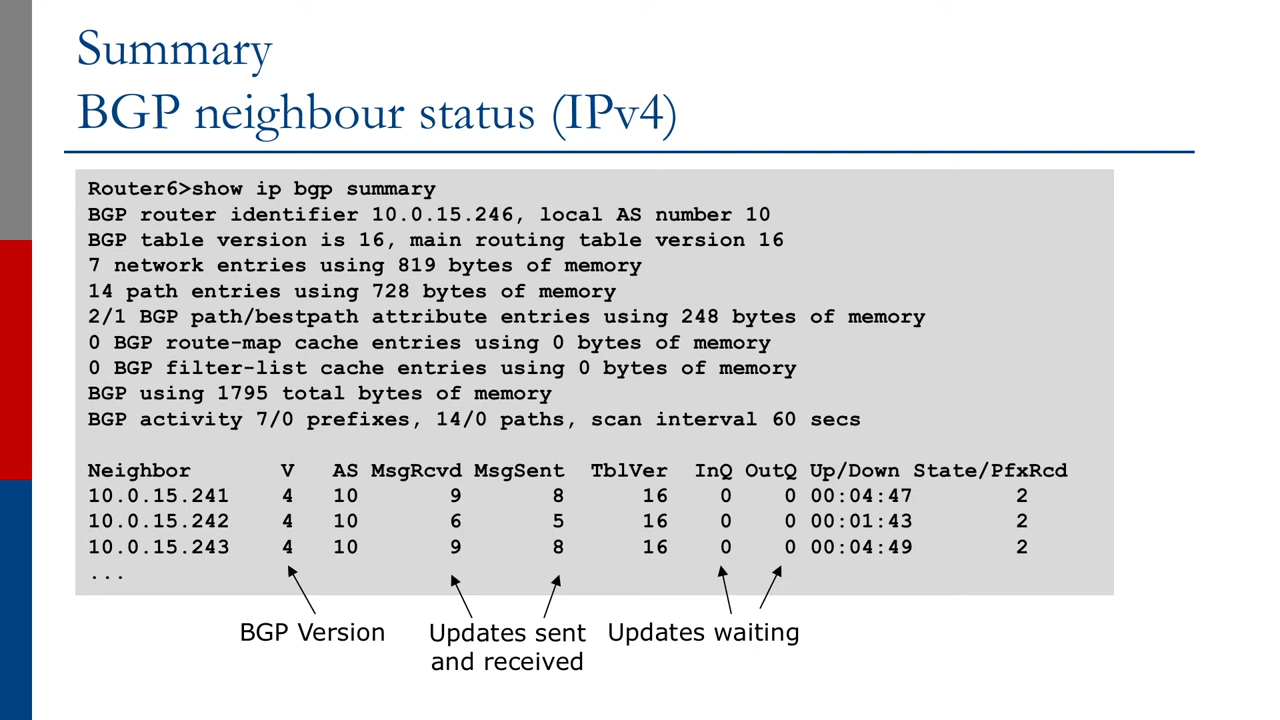 Summary
BGP neighbour status (IPv4)
Router6>show ip bgp summary
BGP router identifier 10.0.15.246, local AS number 10
BGP table version is 16, main routing table version 16
7 network entries using 819 bytes of memory
14 path entries using 728 bytes of memory
2/1 BGP path/bestpath attribute entries using 248 bytes of memory
0 BGP route-map cache entries using 0 bytes of memory
0 BGP filter-list cache entries using 0 bytes of memory
BGP using 1795 total bytes of memory
BGP activity 7/0 prefixes, 14/0 paths, scan interval 60 secs
Neighbor V AS MsgRcvd MsgSent TblVer InQ OutQ Up/Down State/PfxRcd
10.0.15.241 4 10 9 8 16 0 0 00:04:47 2
10.0.15.242 4 10 6 5 16 0 0 00:01:43 2
10.0.15.243 4 10 9 8 16 0 0 00:04:49 2
...
BGP Version
Updates sent
and received
Updates waiting